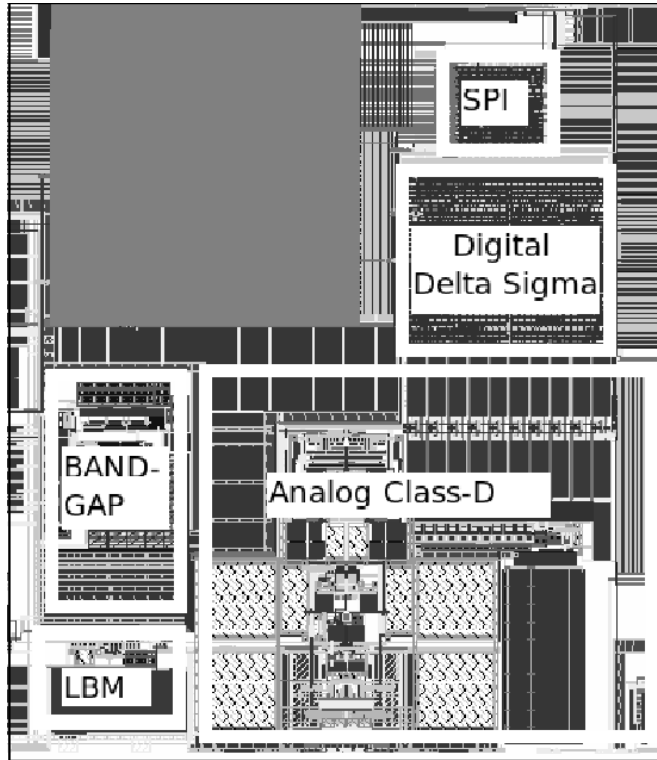 SPI
Digital
Delta Sigma
BAND-
GAP
Analog Class-D
LBM